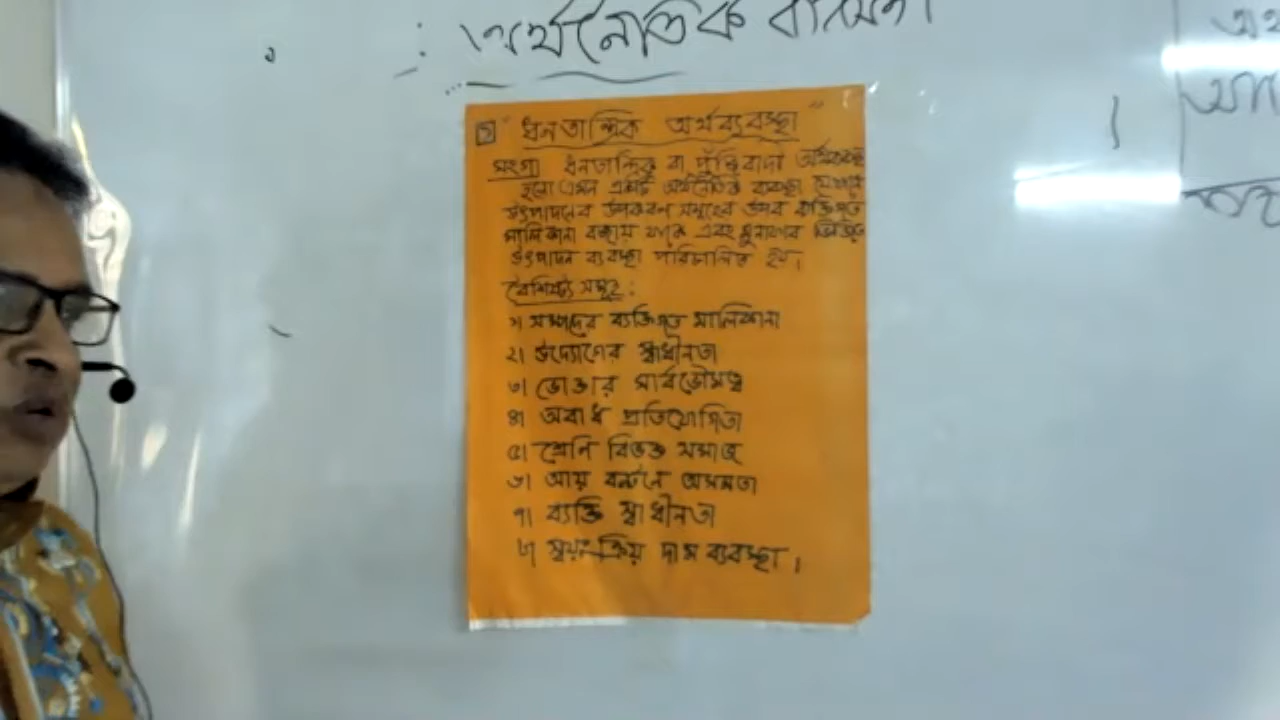 : অর্থনৈতিক
"ধনতান্ত্রিক অর্থব্যবস্থা"
সংগা ধনতান্ত্রিক বা পুঁজিবাদী অর্থব্যবস্থা
হলো এমন একটি অর্থনৈতিক ব্যবস্থা যেখানে
উৎপাদনের উপকরণ সমূহের উপর ব্যক্তিগত
মালিকানা বজায় থাকে এবং মুনাফার ভিত্তিতে
উৎপাদন ব্যবস্থা পরিচালিত হয়।
বৈশিষ্ট্য সমূহ :
১। সম্পদের ব্যক্তিগত মালিকানা
২। উদ্যোগের স্বাধীনতা
৩। ভোক্তার সার্বভৌমত্ব
৪। অবাধ প্রতিযোগিতা
৫। শ্রেণি বিভক্ত সমাজ
৬। আয় বন্টনে অসমতা
৭। ব্যক্তি স্বাধীনতা
৮। স্বয়ংক্রিয় দাম ব্যবস্থা।